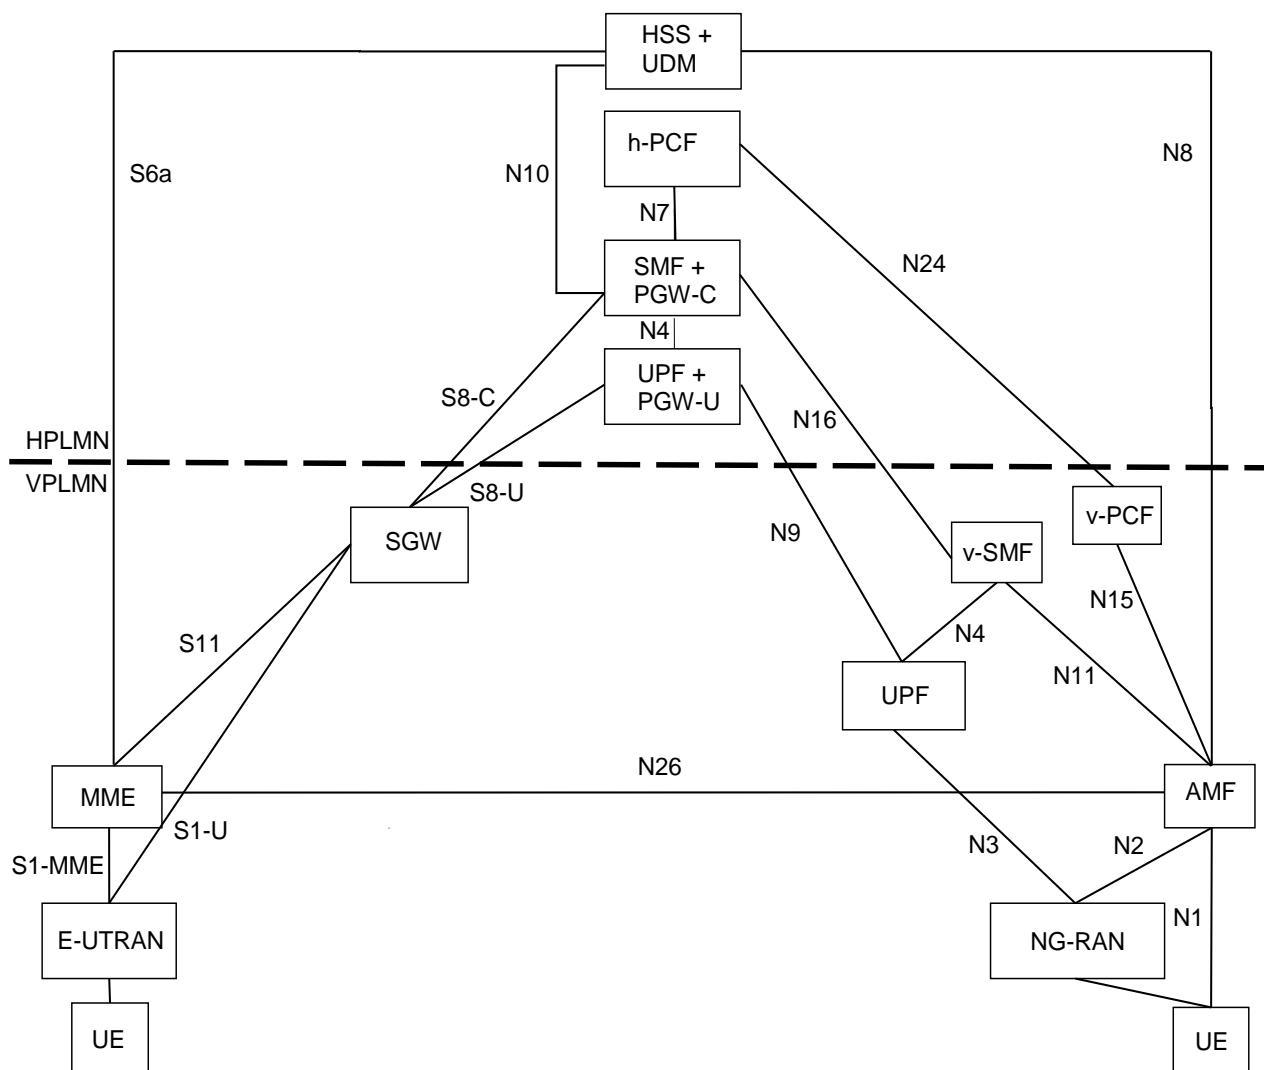 HSS +
UDM
h-PCF
N8
S6a
N10
N7
N24
SMF +
PGW-C
N4
UPF +
PGW-U
S8-C
N16
HPLMN
VPLMN
S8-U
v-PCF
SGW
N9
v-SMF
N15
S11
N4
N11
UPF
N26
MME
AMF
S1-U
N3
N2
S1-MME
N1
E-UTRAN
NG-RAN
UE
UE